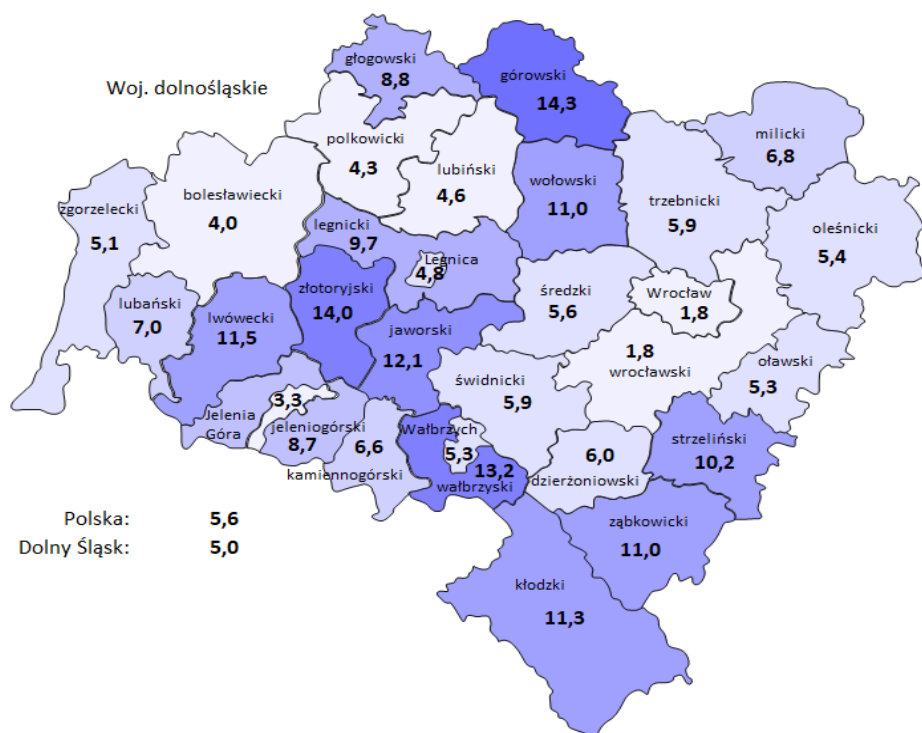 głogowski
8,8
Woj. dolnośląskie
górowski
14,3
polkowicki
4,3
lubiński
4,6
milicki
6,8
wołowski
11,0
trzebnicki
5,9
oleśnicki
5,4
zgorzelecki
5,1
bolesławiecki
4,0
legnicki
9,7
Legnica
4,8
lubański
7,0
lwówecki
11,5
złotoryjski
14,0
jaworski
12,1
średzki
5,6
Wrocław
1,8
1,8
wrocławski
oławski
5,3
świdnicki
5,9
Jelenia
Góra
3,3
jeleniogórski
8,7
6,6
kamiennogórski
Wałbrzych
5,3
13,2
wałbrzyski
6,0
dzierżoniowski
strzeliński
10,2
ząbkowicki
11,0
kłodzki
11,3
Polska: 5,6
Dolny Śląsk: 5,0